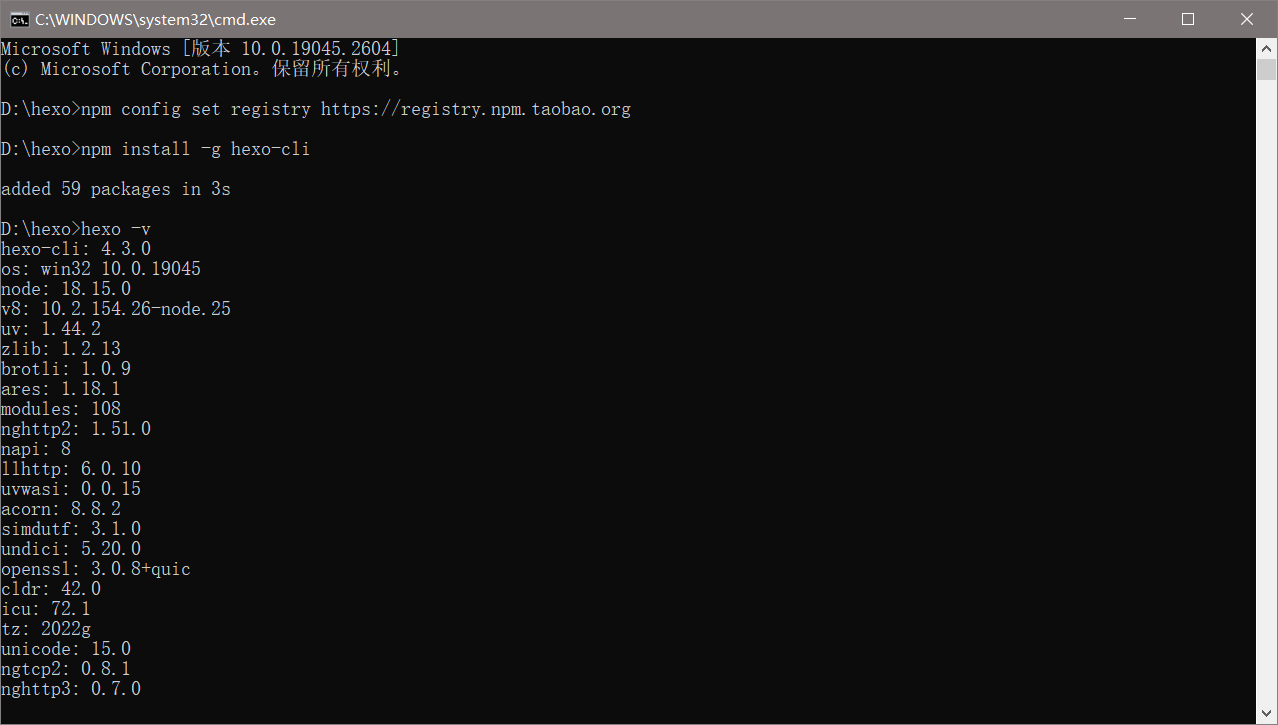 C:\WINDOWS\system32\cmd.exe
Microsoft Windows [版本 10.0.19045.2604]
(c) Microsoft Corporation。保留所有权利。
D:\hexo>npm config set registry https://registry.npm.taobao.org
D:\hexo>npm install -g hexo-cli
added 59 packages in 3s
D:\hexo>hexo -v
hexo-cli: 4.3.0
os: win32 10.0.19045
node: 18.15.0
v8: 10.2.154.26-node.25
uv: 1.44.2
zlib: 1.2.13
brotli: 1.0.9
ares: 1.18.1
modules: 108
nghttp2: 1.51.0
napi: 8
llhttp: 6.0.10
uvwasi: 0.0.15
acorn: 8.8.2
simdutf: 3.1.0
undici: 5.20.0
openssl: 3.0.8+quic
cldr: 42.0
icu: 72.1
tz: 2022g
unicode: 15.0
ngtcp2: 0.8.1
nghttp3: 0.7.0